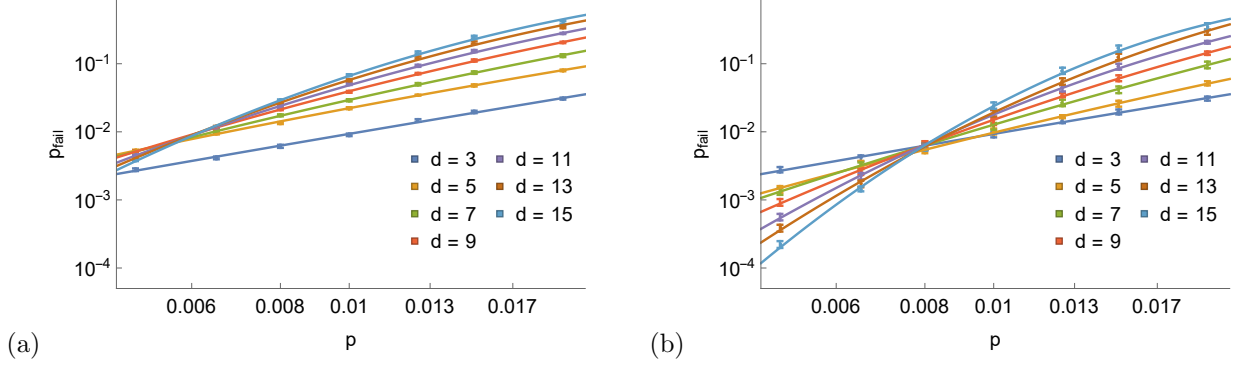 10⁻¹
10⁻²
10⁻³
10⁻⁴
p_fail
d = 3
d = 11
d = 5
d = 13
d = 7
d = 15
d = 9
0.006 0.008 0.01 0.013 0.017
p
(a)
10⁻¹
10⁻²
10⁻³
10⁻⁴
p_fail
d = 3
d = 11
d = 5
d = 13
d = 7
d = 15
d = 9
0.006 0.008 0.01 0.013 0.017
p
(b)